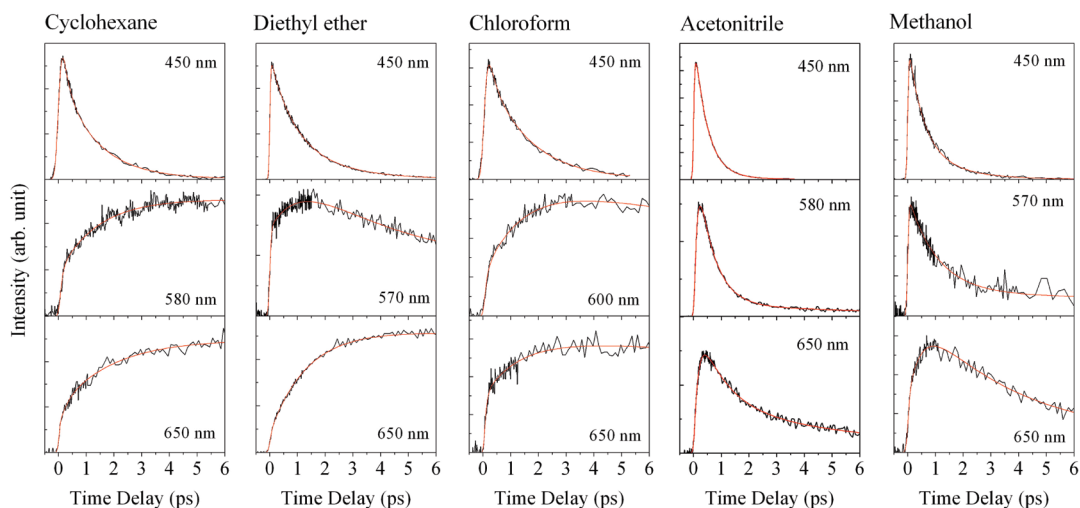 Cyclohexane
Diethyl ether
Chloroform
Acetonitrile
Methanol
450 nm
450 nm
450 nm
450 nm
450 nm
Intensity (arb. unit)
580 nm
570 nm
600 nm
580 nm
570 nm
650 nm
650 nm
650 nm
650 nm
650 nm
0 1 2 3 4 5 6
0 1 2 3 4 5 6
0 1 2 3 4 5 6
0 1 2 3 4 5 6
0 1 2 3 4 5 6
Time Delay (ps)
Time Delay (ps)
Time Delay (ps)
Time Delay (ps)
Time Delay (ps)